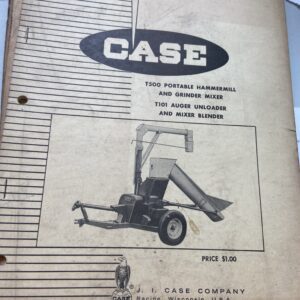 CASE
T500 PORTABLE HAMMERMILL
AND GRINDER MIXER
T101 AUGER UNLOADER
AND MIXER BLENDER
PRICE $1.00
J. I. CASE COMPANY
CASE
Racine, Wisconsin, U.S.A.